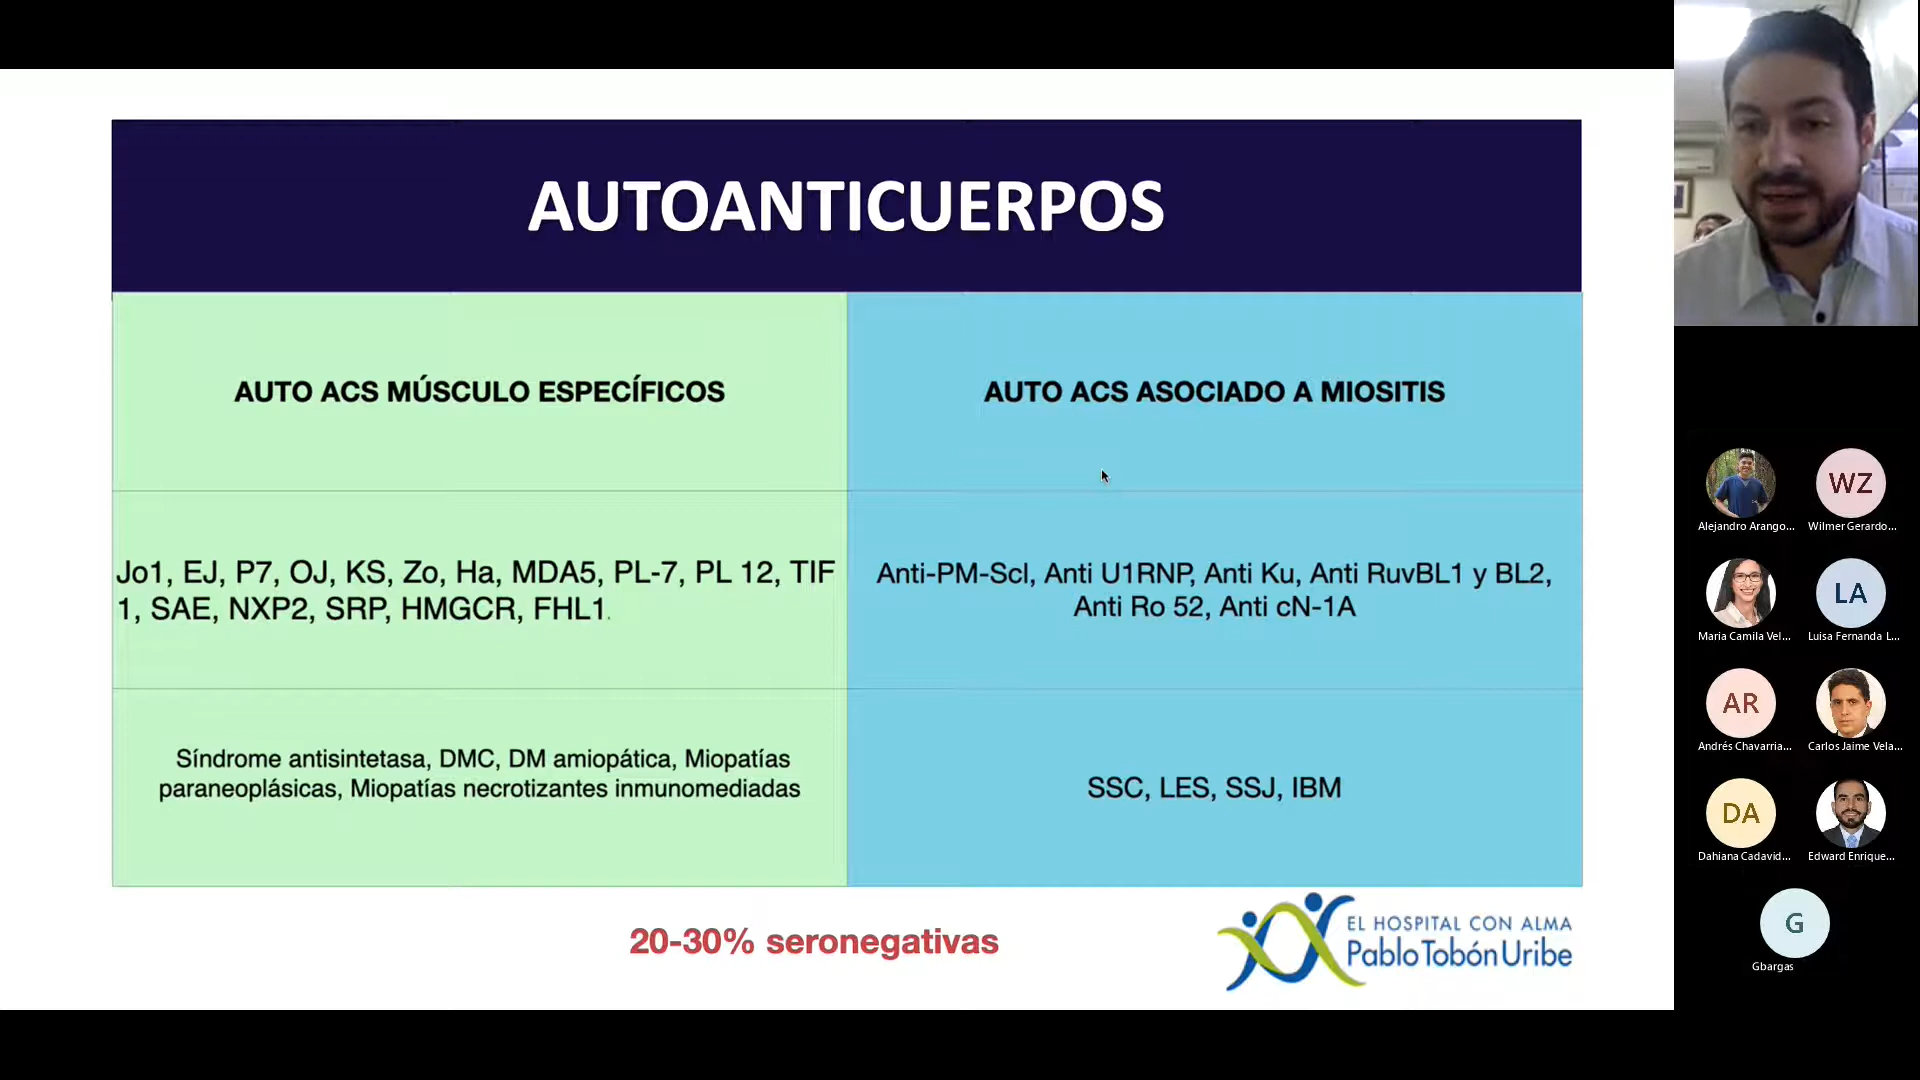 AUTOANTICUERPOS
AUTO ACS MÚSCULO ESPECÍFICOS
AUTO ACS ASOCIADO A MIOSITIS
Jo1, EJ, P7, OJ, KS, Zo, Ha, MDA5, PL-7, PL 12, TIF
1, SAE, NXP2, SRP, HMGCR, FHL1.
Anti-PM-Scl, Anti U1RNP, Anti Ku, Anti RuvBL1 y BL2,
Anti Ro 52, Anti cN-1A
Síndrome antisintetasa, DMC, DM amiopática, Miopatías
paraneoplásicas, Miopatías necrotizantes inmunomediadas
SSC, LES, SSJ, IBM
20-30% seronegativas
EL HOSPITAL CON ALMA
Pablo Tobón Uribe
WZ
Alejandro Arango...
Wilmer Gerardo...
LA
Maria Camila Vel...
Luisa Fernanda L...
AR
Andrés Chavarria...
Carlos Jaime Vela...
DA
Dahiana Cadavid...
Edward Enrique...
G
Gbargas